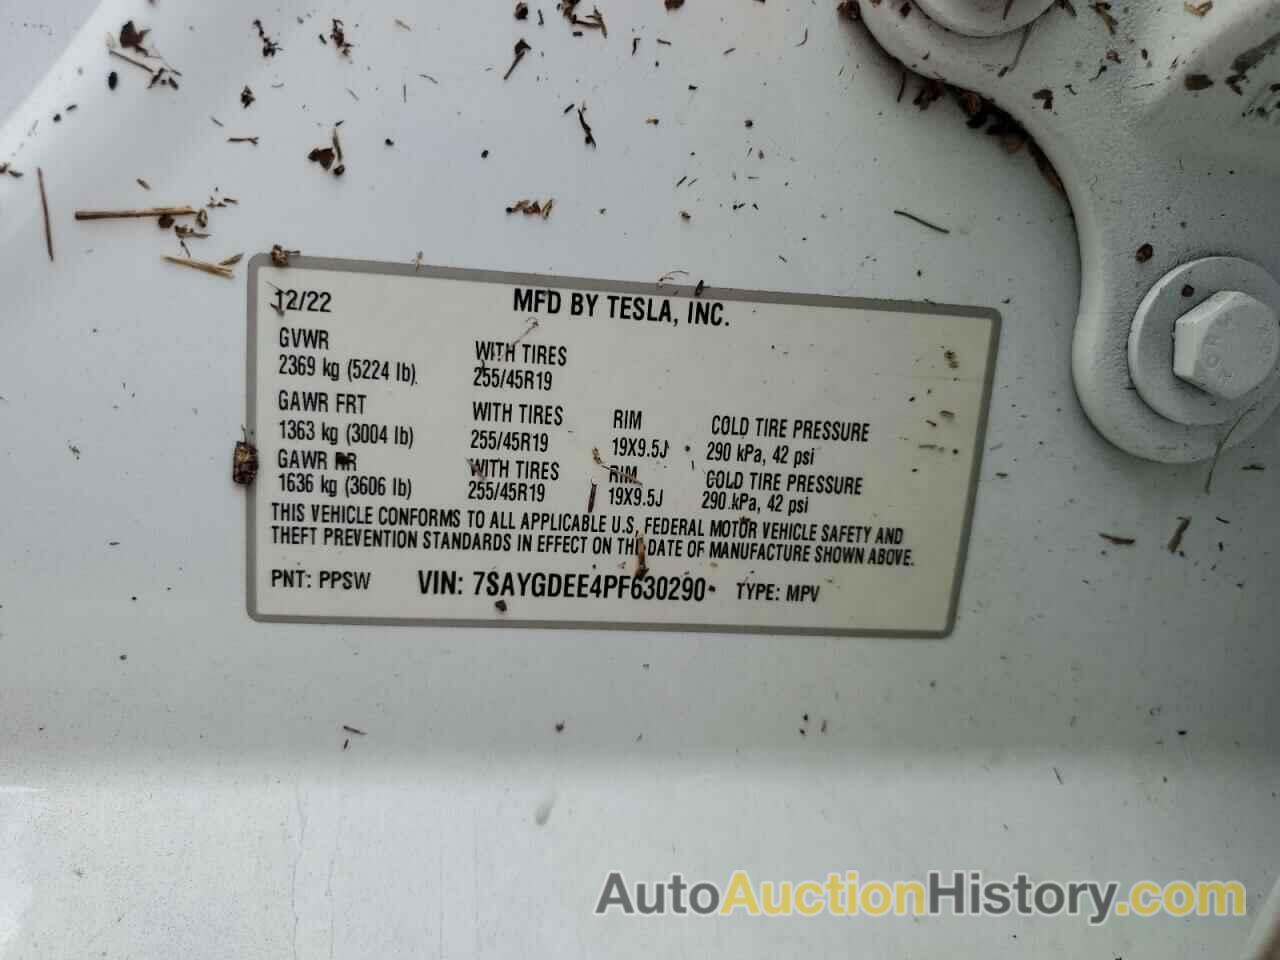 12/22 MFD BY TESLA, INC.
GVWR
2369 kg (5224 lb)
WITH TIRES
255/45R19
GAWR FRT
1363 kg (3004 lb)
WITH TIRES
255/45R19
RIM
19X9.5J
COLD TIRE PRESSURE
290 kPa, 42 psi
GAWR RR
1636 kg (3606 lb)
WITH TIRES
255/45R19
RIM
19X9.5J
COLD TIRE PRESSURE
290 kPa, 42 psi
THIS VEHICLE CONFORMS TO ALL APPLICABLE U.S. FEDERAL MOTOR VEHICLE SAFETY AND
THEFT PREVENTION STANDARDS IN EFFECT ON THE DATE OF MANUFACTURE SHOWN ABOVE.
PNT: PPSW VIN: 7SAYGDEE4PF630290 TYPE: MPV
AutoAuctionHistory.com